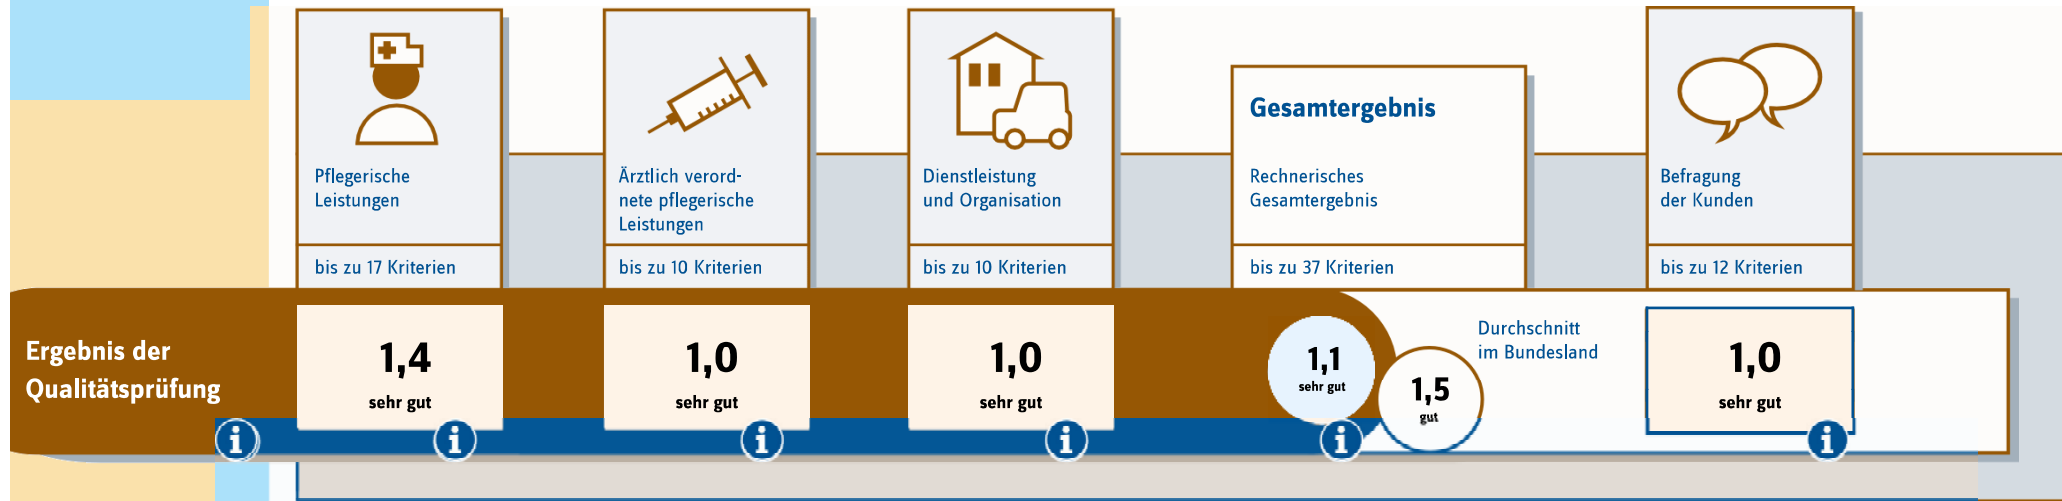 Pflegerische
Leistungen
bis zu 17 Kriterien
Ärztlich verord-
nete pflegerische
Leistungen
bis zu 10 Kriterien
Dienstleistung
und Organisation
bis zu 10 Kriterien
Gesamtergebnis
Rechnerisches
Gesamtergebnis
bis zu 37 Kriterien
Befragung
der Kunden
bis zu 12 Kriterien
Ergebnis der
Qualitätsprüfung
1,4
sehr gut
1,0
sehr gut
1,0
sehr gut
1,1
sehr gut
1,5
gut
Durchschnitt
im Bundesland
1,0
sehr gut